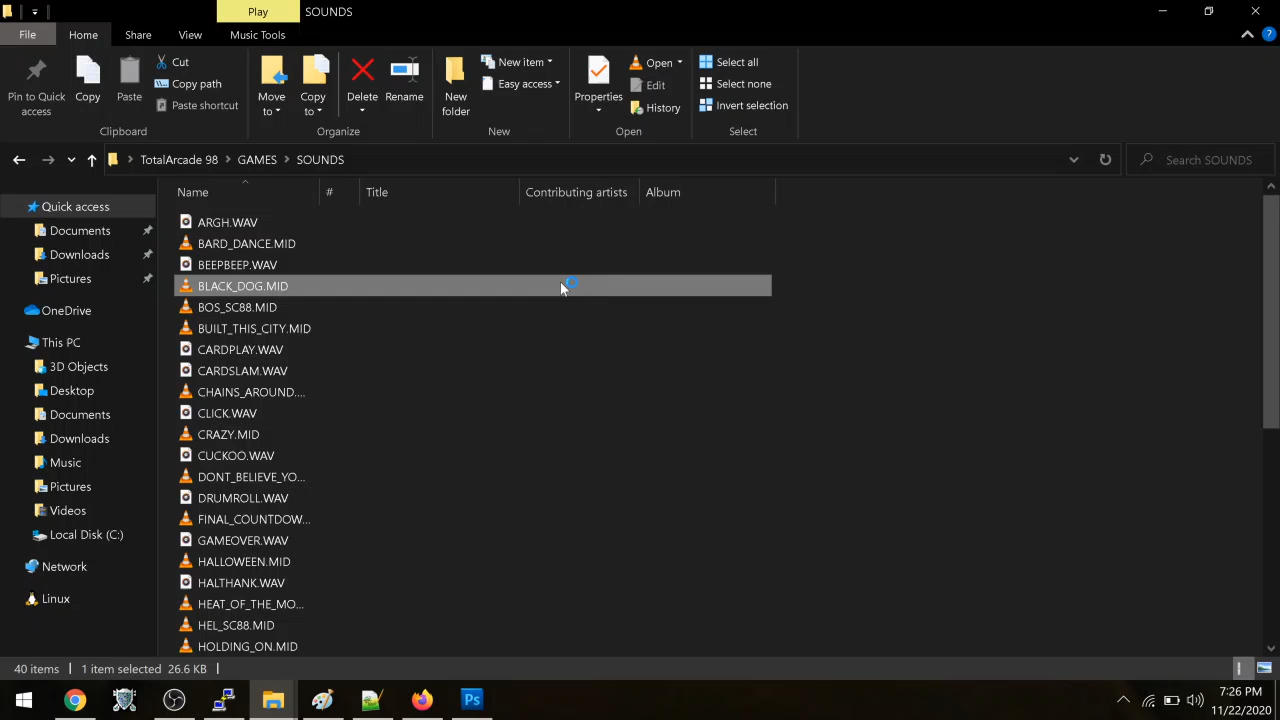 Play
SOUNDS
File
Home
Share
View
Music Tools
Pin to Quick access
Copy
Paste
Cut
Copy path
Paste shortcut
Clipboard
Move to
Copy to
Delete
Rename
Organize
New folder
New item
Easy access
New
Properties
Open
Edit
History
Open
Select all
Select none
Invert selection
Select
TotalArcade 98 > GAMES > SOUNDS
Search SOUNDS
Quick access
Documents
Downloads
Pictures
OneDrive
This PC
3D Objects
Desktop
Documents
Downloads
Music
Pictures
Videos
Local Disk (C:)
Network
Linux
Name
#
Title
Contributing artists
Album
ARGH.WAV
BARD_DANCE.MID
BEEPBEEP.WAV
BLACK_DOG.MID
BOS_SC88.MID
BUILT_THIS_CITY.MID
CARDPLAY.WAV
CARDSLAM.WAV
CHAINS_AROUND....
CLICK.WAV
CRAZY.MID
CUCKOO.WAV
DONT_BELIEVE_YO...
DRUMROLL.WAV
FINAL_COUNTDOW...
GAMEOVER.WAV
HALLOWEEN.MID
HALTHANK.WAV
HEAT_OF_THE_MO...
HEL_SC88.MID
HOLDING_ON.MID
40 items
1 item selected 26.6 KB
Ps
7:26 PM
11/22/2020